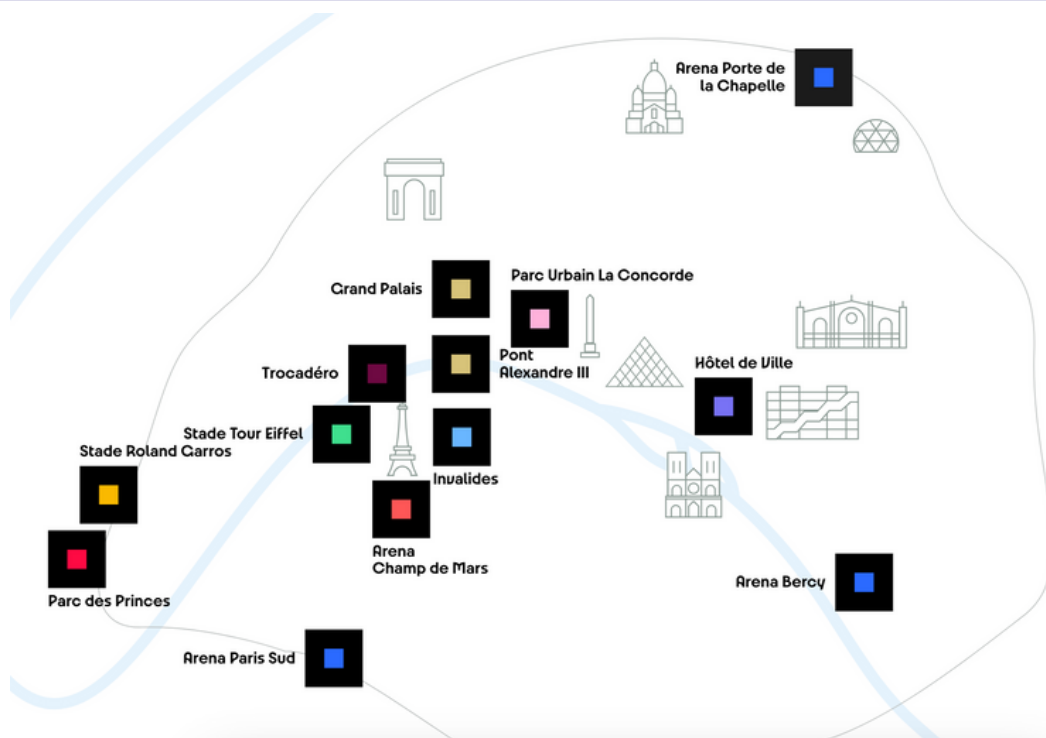 Arena Porte de
la Chapelle
Grand Palais
Parc Urbain La Concorde
Pont
Alexandre III
Trocadéro
Hôtel de Ville
Stade Tour Eiffel
Stade Roland Garros
Invalides
Arena
Champ de Mars
Arena Bercy
Parc des Princes
Arena Paris Sud